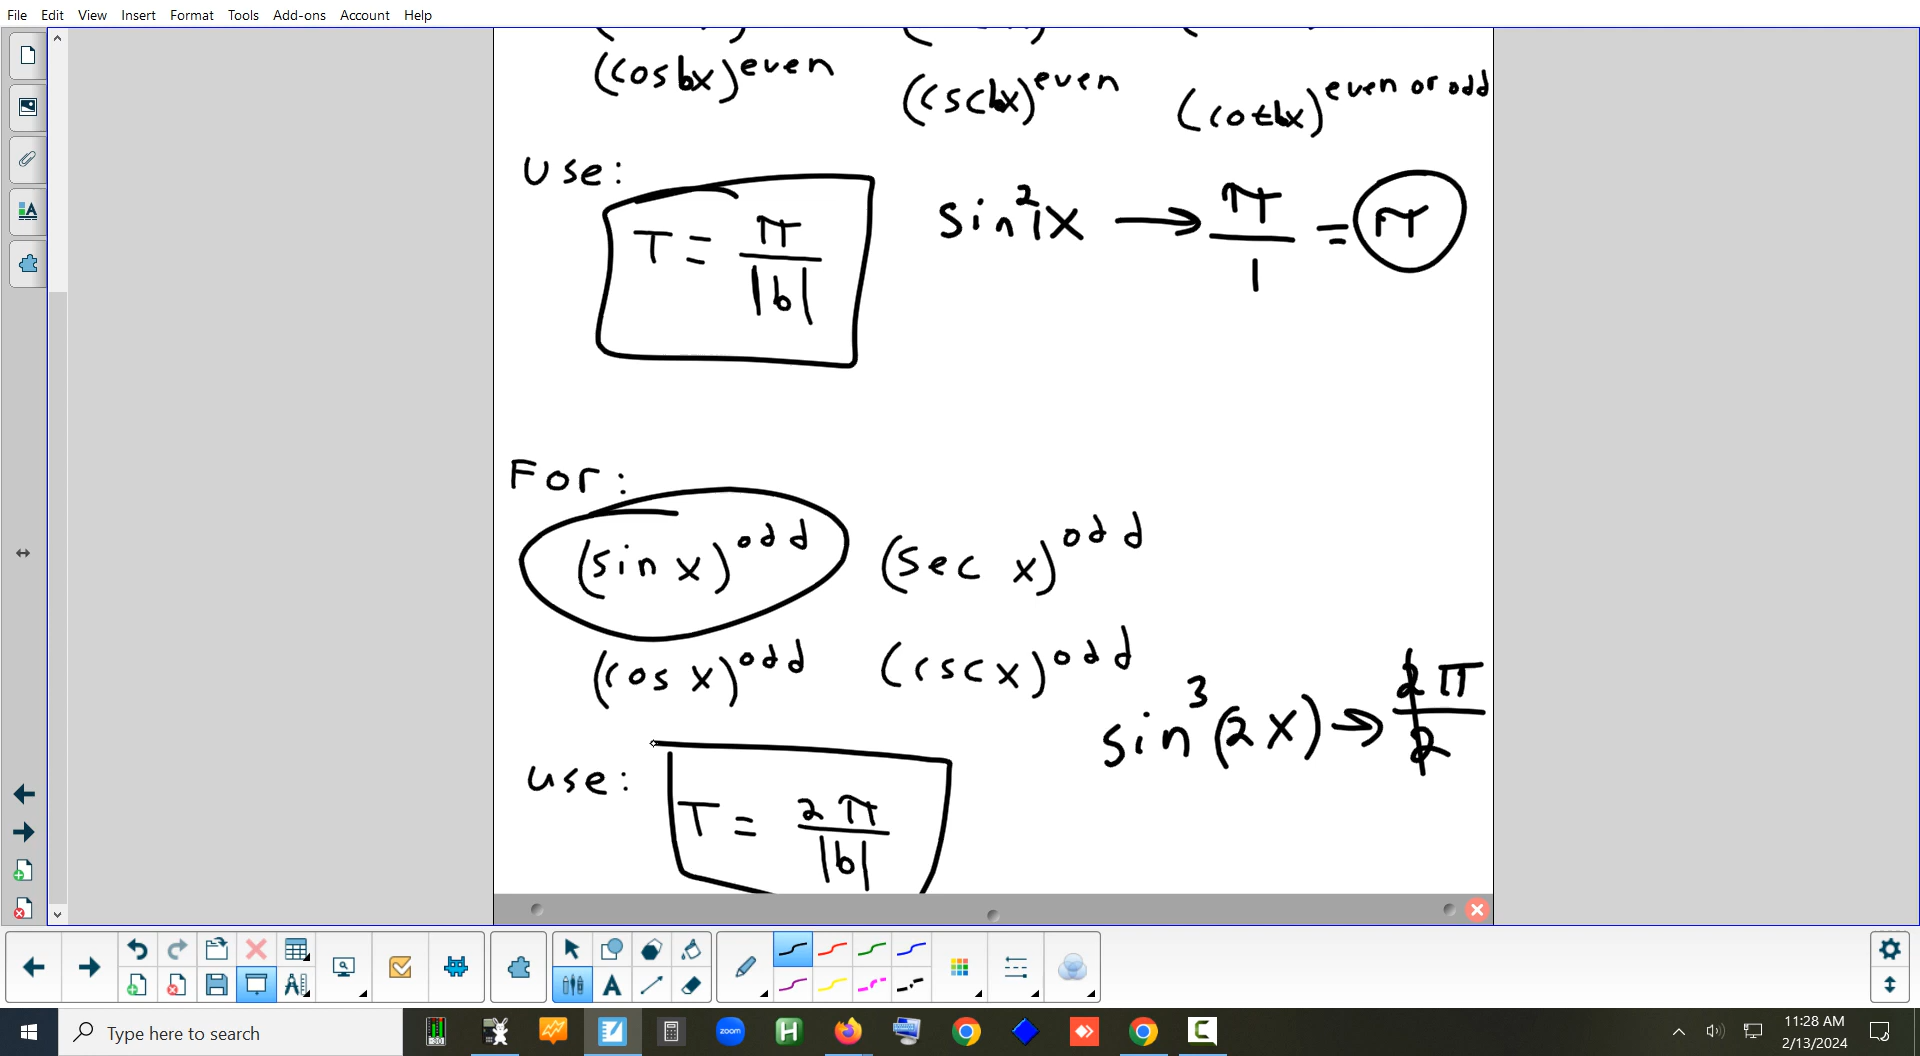 File Edit View Insert Format Tools Add-ons Account Help
(cos bx)^even (csc bx)^even (cot bx)^even or odd
Use:
T = π/|b| sin²1x → π/1 = π
For:
(sin x)^odd (sec x)^odd
(cos x)^odd (csc x)^odd
sin³(2x) → 2π/2
use:
T = 2π/|b|
A
Type here to search
zoom
H
C
11:28 AM
2/13/2024